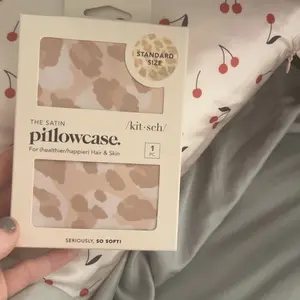 STANDARD
SIZE
THE SATIN
/kit·sch/
pillowcase.
For (healthier/happier) Hair & Skin
1
PC.
SERIOUSLY, SO SOFT!